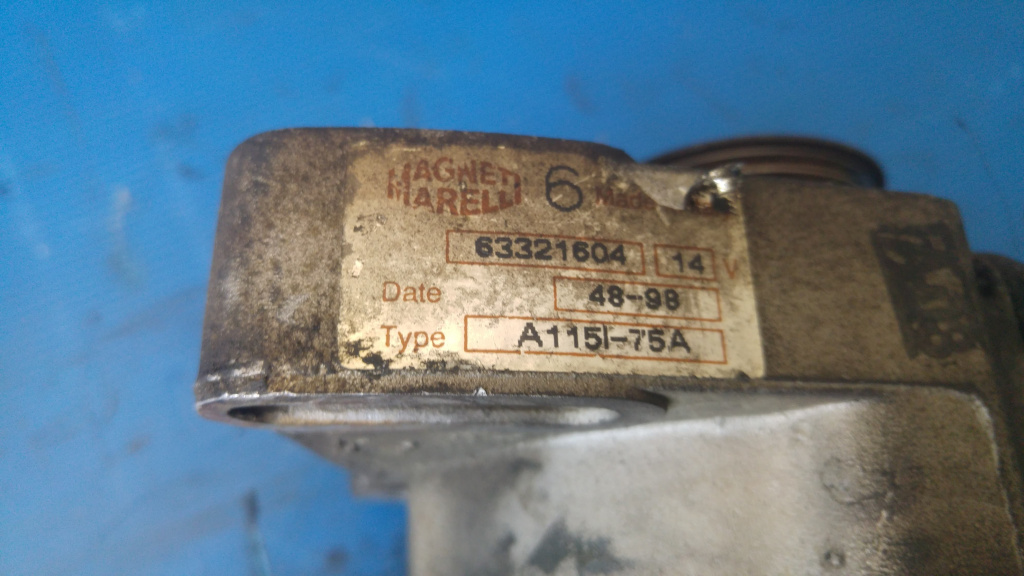 MAGNETI
MARELLI 6 Made
63321604 14 V
Date 48-98
Type A115I-75A